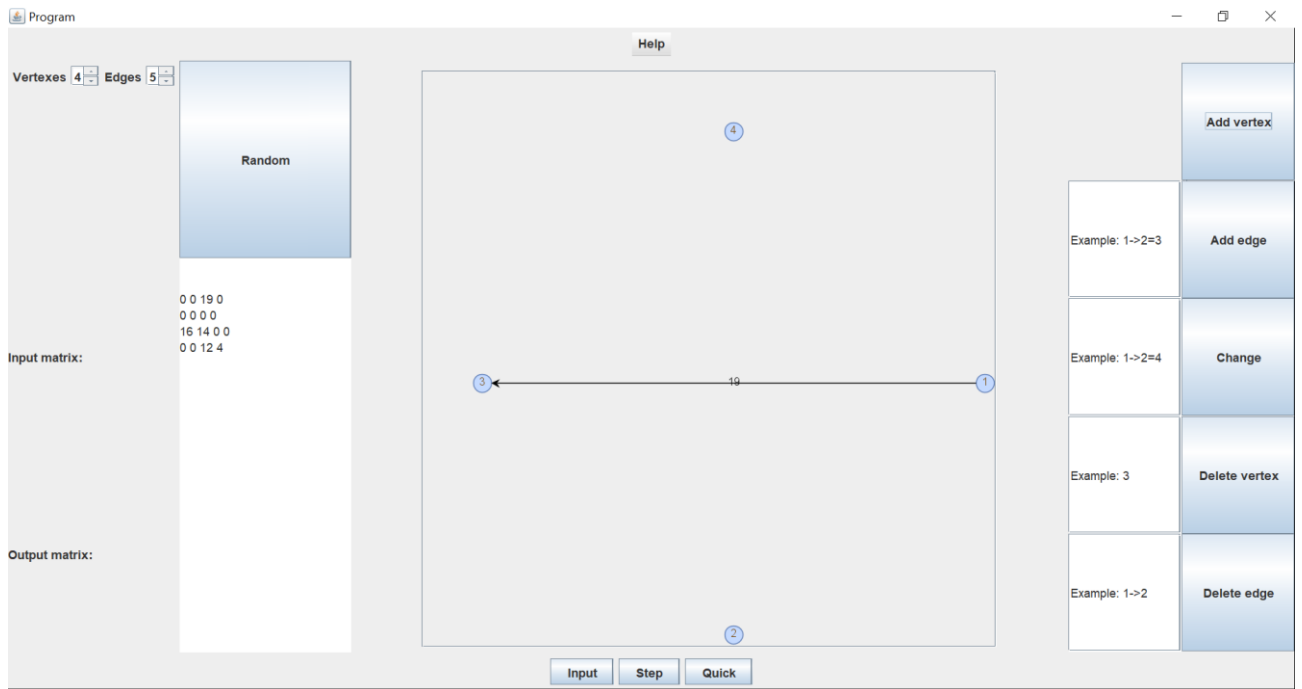 Program
Help
Vertexes 4 Edges 5
Random
Add vertex
4
Example: 1->2=3
Add edge
0 0 19 0
0 0 0 0
16 14 0 0
0 0 12 4
Input matrix:
Example: 1->2=4
Change
3
19
1
Example: 3
Delete vertex
Output matrix:
Example: 1->2
Delete edge
2
Input
Step
Quick